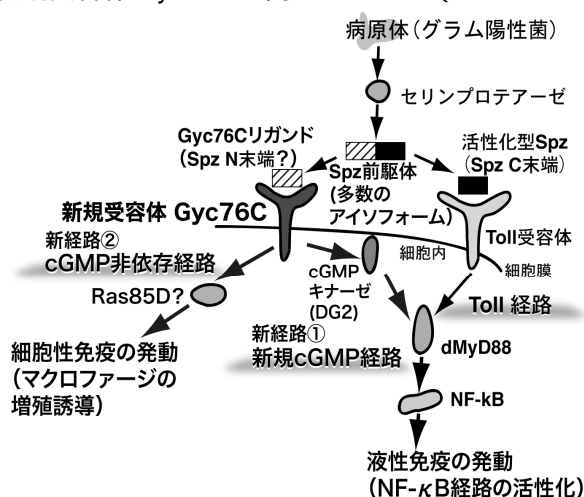 病原体（グラム陽性菌）
セリンプロテアーゼ
Gyc76Cリガンド
（Spz N末端？）
Spz前駆体
（多数の
アイソフォーム）
活性化型Spz
（Spz C末端）
新規受容体 Gyc76C
Toll受容体
細胞内
細胞膜
新経路②
cGMP非依存経路
Ras85D？
cGMP
キナーゼ
（DG2）
Toll 経路
新経路①
新規cGMP経路
dMyD88
細胞性免疫の発動
（マクロファージの
増殖誘導）
NF-kB
液性免疫の発動
（NF-κB経路の活性化）